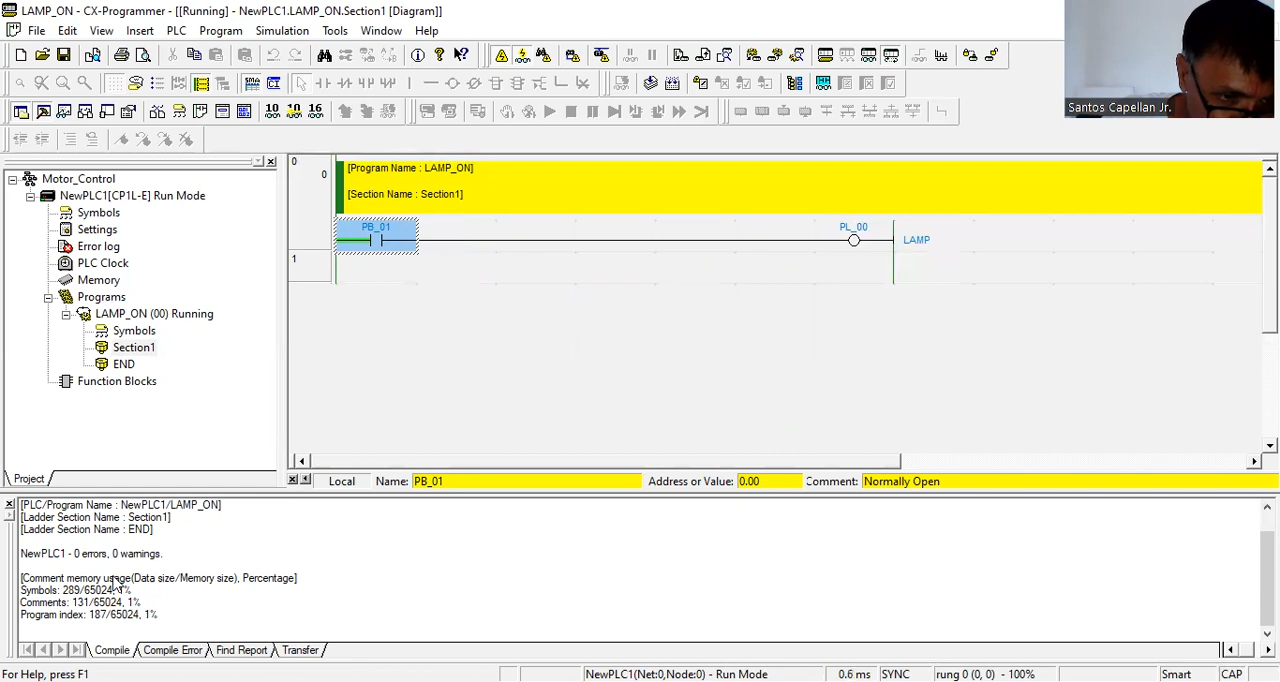 LAMP_ON - CX-Programmer - [[Running] - NewPLC1.LAMP_ON.Section1 [Diagram]]
File Edit View Insert PLC Program Simulation Tools Window Help
Santos Capellan Jr.
10 10 16
Motor_Control
NewPLC1[CP1L-E] Run Mode
Symbols
Settings
Error log
PLC Clock
Memory
Programs
LAMP_ON (00) Running
Symbols
Section1
END
Function Blocks
Project
0
0
[Program Name : LAMP_ON]
[Section Name : Section1]
PB_01
PL_00
LAMP
1
Local Name: PB_01 Address or Value: 0.00 Comment: Normally Open
[PLC/Program Name : NewPLC1/LAMP_ON]
[Ladder Section Name : Section1]
[Ladder Section Name : END]
NewPLC1 - 0 errors, 0 warnings.
[Comment memory usage(Data size/Memory size), Percentage]
Symbols: 289/65024, 1%
Comments: 131/65024, 1%
Program index: 187/65024, 1%
Compile Compile Error Find Report Transfer
For Help, press F1
NewPLC1(Net:0,Node:0) - Run Mode 0.6 ms SYNC rung 0 (0, 0) - 100% Smart CAP